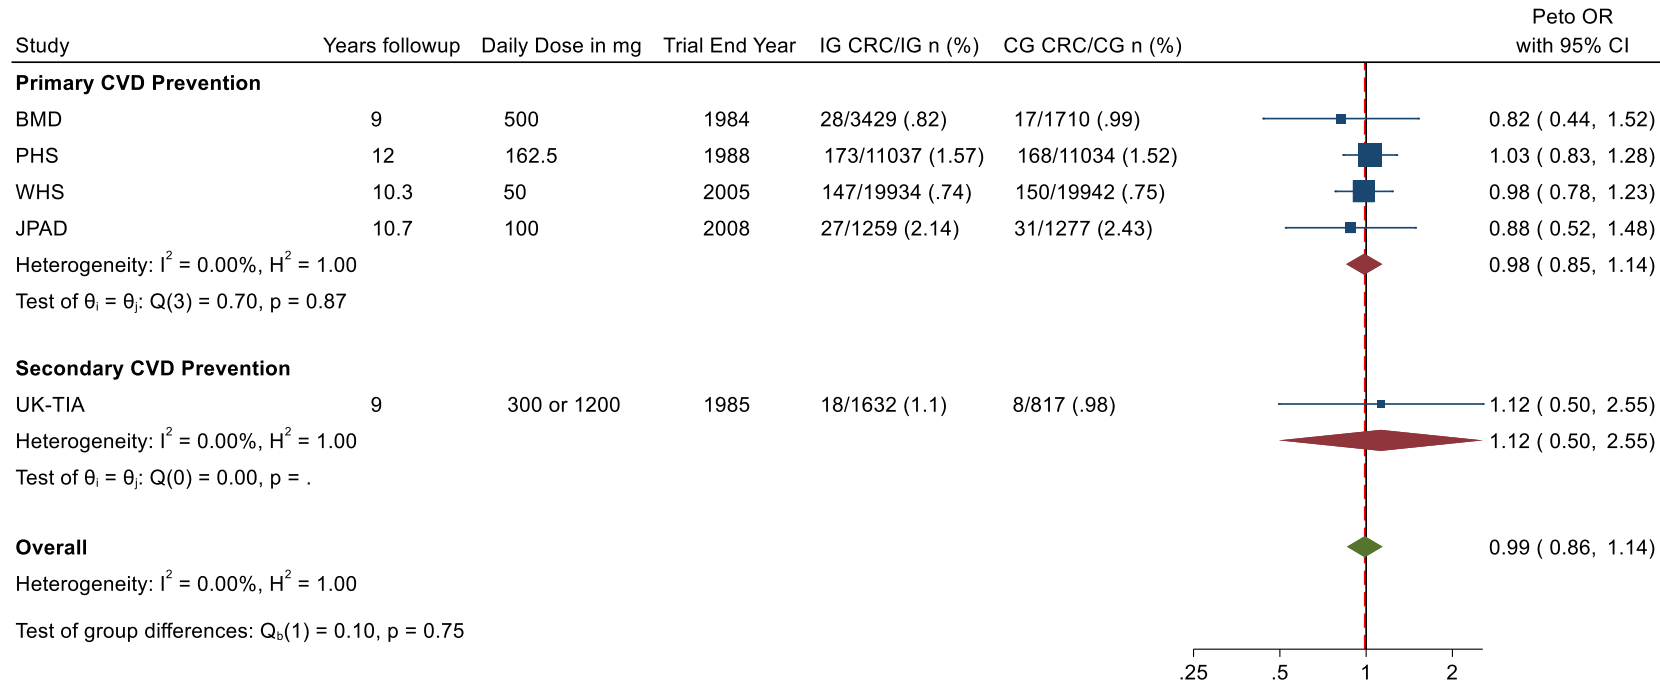 Peto OR
Study Years followup Daily Dose in mg Trial End Year IG CRC/IG n (%) CG CRC/CG n (%) with 95% CI
Primary CVD Prevention
BMD 9 500 1984 28/3429 (.82) 17/1710 (.99) 0.82 ( 0.44, 1.52)
PHS 12 162.5 1988 173/11037 (1.57) 168/11034 (1.52) 1.03 ( 0.83, 1.28)
WHS 10.3 50 2005 147/19934 (.74) 150/19942 (.75) 0.98 ( 0.78, 1.23)
JPAD 10.7 100 2008 27/1259 (2.14) 31/1277 (2.43) 0.88 ( 0.52, 1.48)
Heterogeneity: I² = 0.00%, H² = 1.00 0.98 ( 0.85, 1.14)
Test of θᵢ = θⱼ: Q(3) = 0.70, p = 0.87
Secondary CVD Prevention
UK-TIA 9 300 or 1200 1985 18/1632 (1.1) 8/817 (.98) 1.12 ( 0.50, 2.55)
Heterogeneity: I² = 0.00%, H² = 1.00 1.12 ( 0.50, 2.55)
Test of θᵢ = θⱼ: Q(0) = 0.00, p = .
Overall 0.99 ( 0.86, 1.14)
Heterogeneity: I² = 0.00%, H² = 1.00
Test of group differences: Q_b(1) = 0.10, p = 0.75
.25 .5 1 2